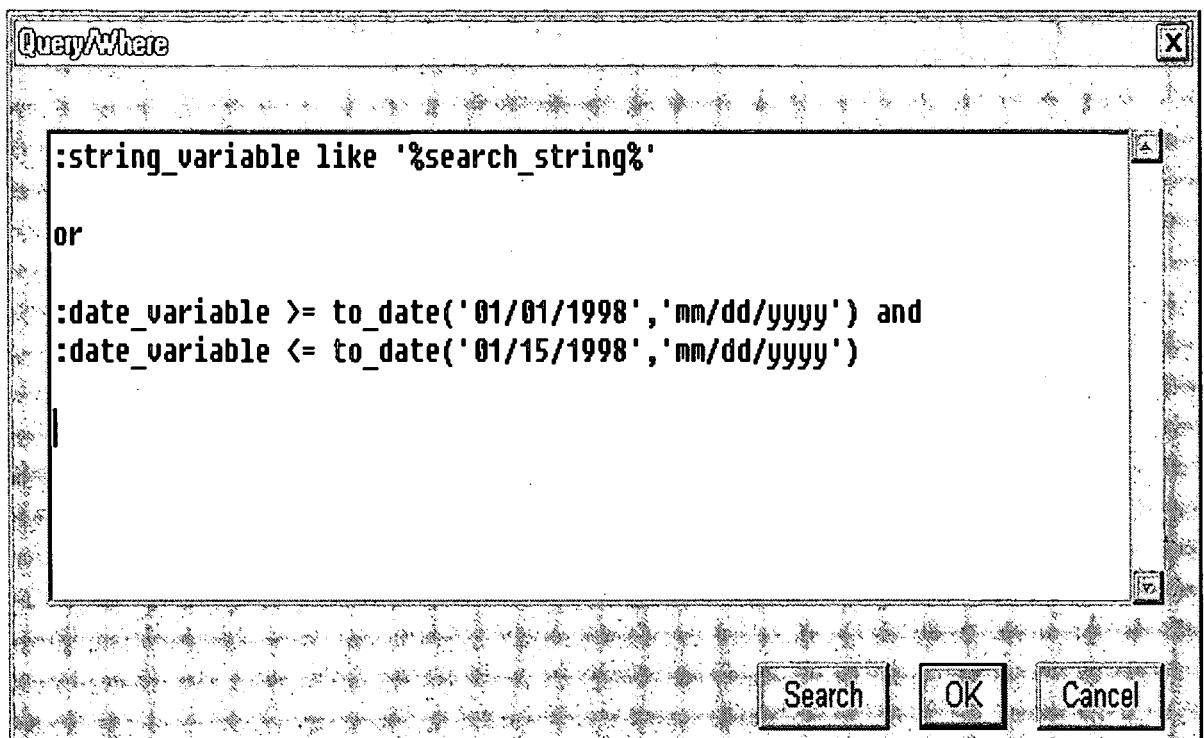 Query/Where
:string_variable like '%search_string%'
or
:date_variable >= to_date('01/01/1998','mm/dd/yyyy') and
:date_variable <= to_date('01/15/1998','mm/dd/yyyy')
Search OK Cancel